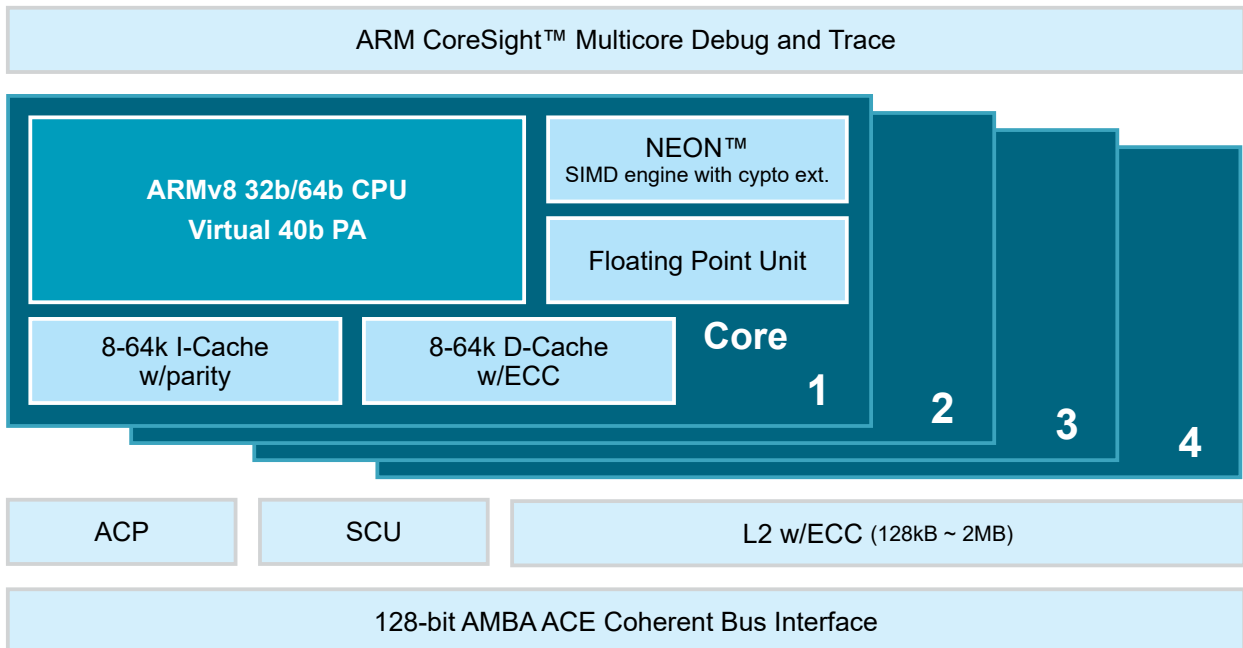 ARM CoreSight™ Multicore Debug and Trace
ARMv8 32b/64b CPU
Virtual 40b PA
NEON™
SIMD engine with cypto ext.
Floating Point Unit
8-64k I-Cache
w/parity
8-64k D-Cache
w/ECC
Core
1
2
3
4
ACP
SCU
L2 w/ECC (128kB ~ 2MB)
128-bit AMBA ACE Coherent Bus Interface